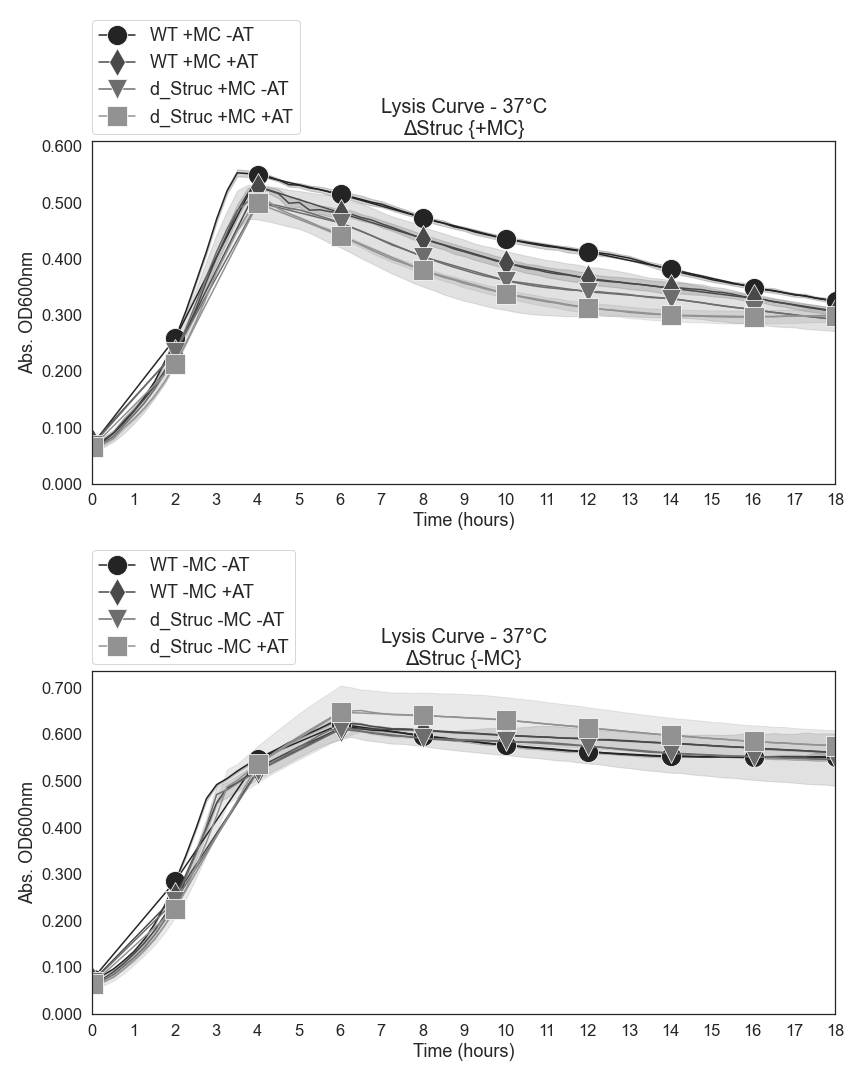 WT +MC -AT
WT +MC +AT
d_Struc +MC -AT
d_Struc +MC +AT
Lysis Curve - 37°C
ΔStruc {+MC}
Abs. OD600nm
0.600
0.500
0.400
0.300
0.200
0.100
0.000
0 1 2 3 4 5 6 7 8 9 10 11 12 13 14 15 16 17 18
Time (hours)
WT -MC -AT
WT -MC +AT
d_Struc -MC -AT
d_Struc -MC +AT
Lysis Curve - 37°C
ΔStruc {-MC}
Abs. OD600nm
0.700
0.600
0.500
0.400
0.300
0.200
0.100
0.000
0 1 2 3 4 5 6 7 8 9 10 11 12 13 14 15 16 17 18
Time (hours)